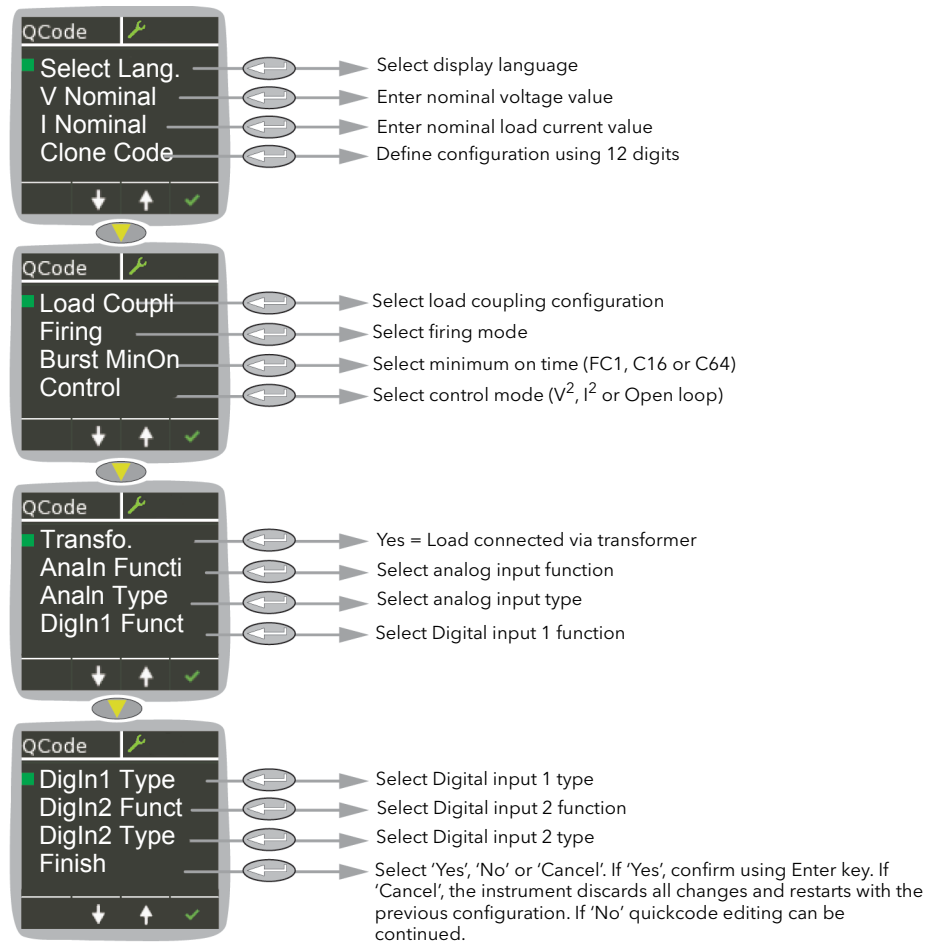 QCode
Select Lang.
Select display language
V Nominal
Enter nominal voltage value
I Nominal
Enter nominal load current value
Clone Code
Define configuration using 12 digits
QCode
Load Coupli
Select load coupling configuration
Firing
Select firing mode
Burst MinOn
Select minimum on time (FC1, C16 or C64)
Control
Select control mode (V², I² or Open loop)
QCode
Transfo.
Yes = Load connected via transformer
AnaIn Functi
Select analog input function
AnaIn Type
Select analog input type
DigIn1 Funct
Select Digital input 1 function
QCode
DigIn1 Type
Select Digital input 1 type
DigIn2 Funct
Select Digital input 2 function
DigIn2 Type
Select Digital input 2 type
Finish
Select ‘Yes’, ‘No’ or ‘Cancel’. If ‘Yes’, confirm using Enter key. If
‘Cancel’, the instrument discards all changes and restarts with the
previous configuration. If ‘No’ quickcode editing can be
continued.